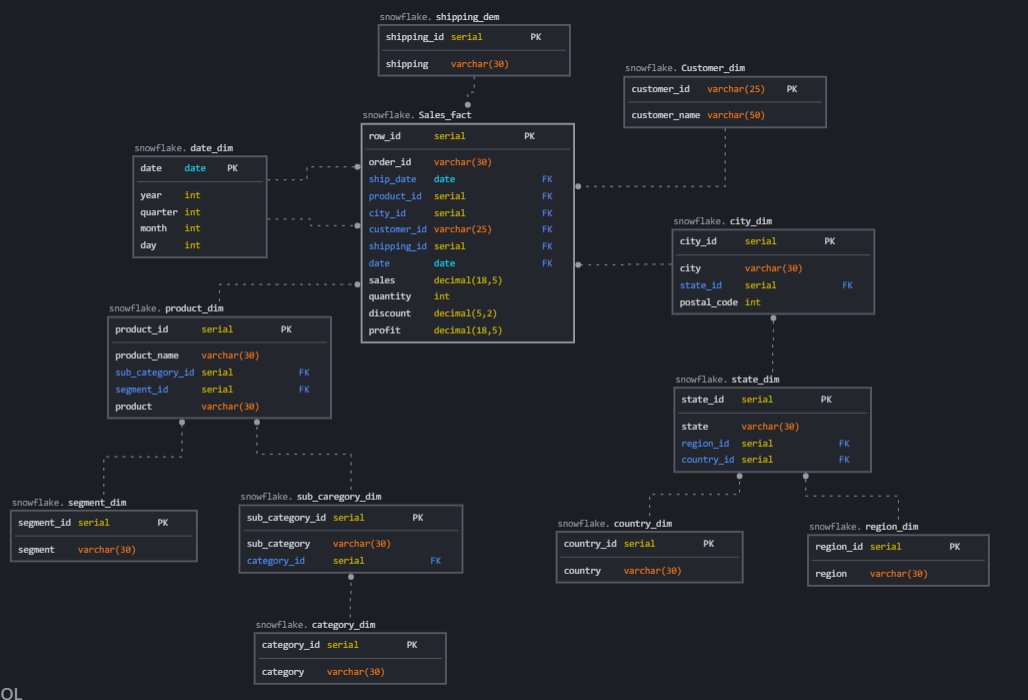 snowflake. shipping_dem
shipping_id serial PK
shipping varchar(30)
snowflake. Customer_dim
customer_id varchar(25) PK
customer_name varchar(50)
snowflake. Sales_fact
row_id serial PK
order_id varchar(30)
ship_date date FK
product_id serial FK
city_id serial FK
customer_id varchar(25) FK
shipping_id serial FK
date date FK
sales decimal(18,5)
quantity int
discount decimal(5,2)
profit decimal(18,5)
snowflake. date_dim
date date PK
year int
quarter int
month int
day int
snowflake. city_dim
city_id serial PK
city varchar(30)
state_id serial FK
postal_code int
snowflake. product_dim
product_id serial PK
product_name varchar(30)
sub_category_id serial FK
segment_id serial FK
product varchar(30)
snowflake. state_dim
state_id serial PK
state varchar(30)
region_id serial FK
country_id serial FK
snowflake. segment_dim
segment_id serial PK
segment varchar(30)
snowflake. sub_caregory_dim
sub_category_id serial PK
sub_category varchar(30)
category_id serial FK
snowflake. country_dim
country_id serial PK
country varchar(30)
snowflake. region_dim
region_id serial PK
region varchar(30)
snowflake. category_dim
category_id serial PK
category varchar(30)
OL